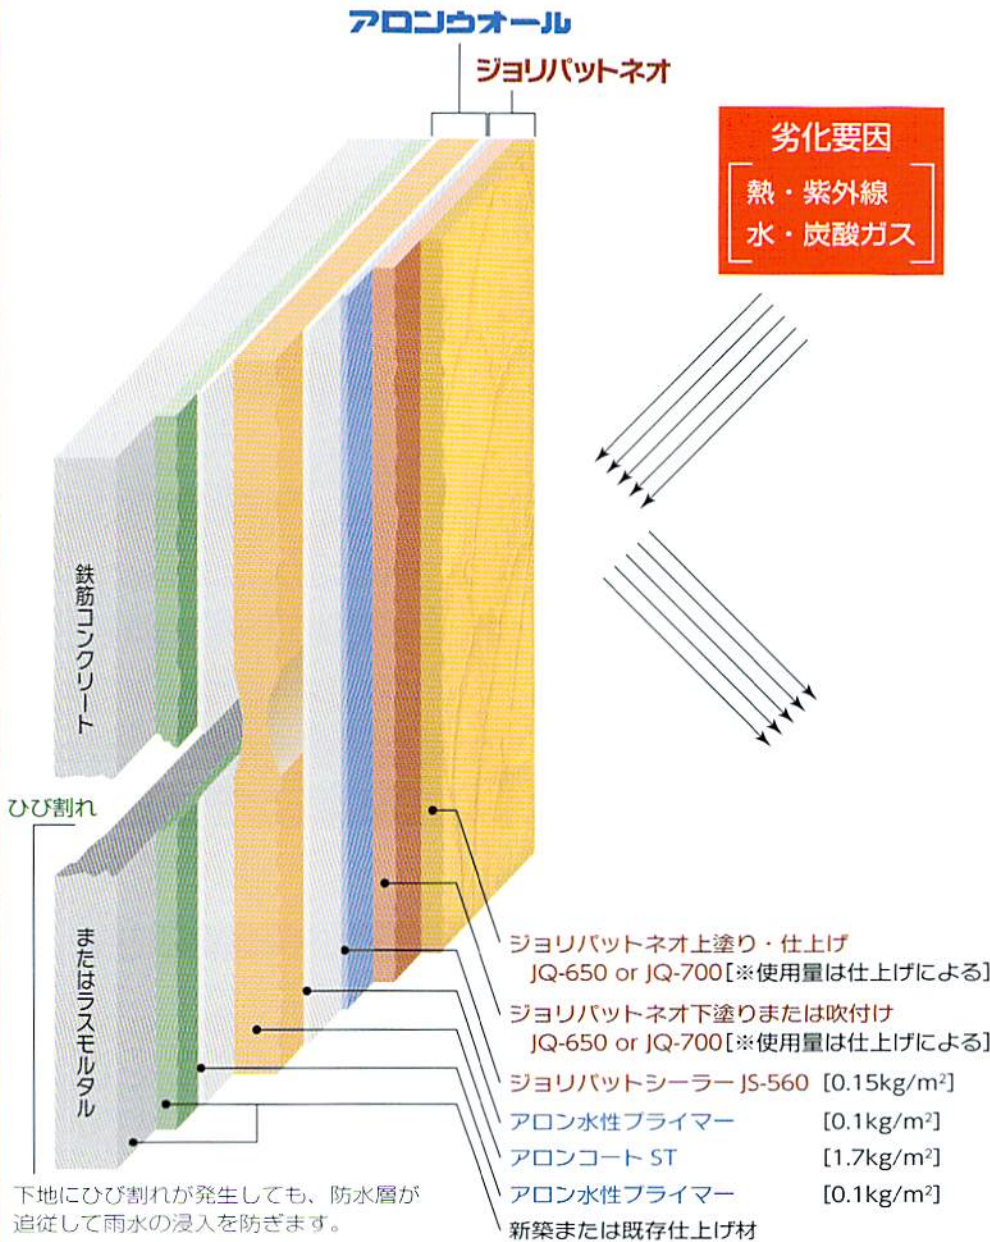 アロンウオール
ジョリパットネオ
劣化要因
熱・紫外線
水・炭酸ガス
鉄筋コンクリート
ひび割れ
またはラスモルタル
ジョリパットネオ上塗り・仕上げ
JQ-650 or JQ-700[※使用量は仕上げによる]
ジョリパットネオ下塗りまたは吹付け
JQ-650 or JQ-700[※使用量は仕上げによる]
ジョリパットシーラー JS-560 [0.15kg/m²]
アロン水性プライマー [0.1kg/m²]
アロンコート ST [1.7kg/m²]
アロン水性プライマー [0.1kg/m²]
新築または既存仕上げ材
下地にひび割れが発生しても、防水層が
追従して雨水の浸入を防ぎます。